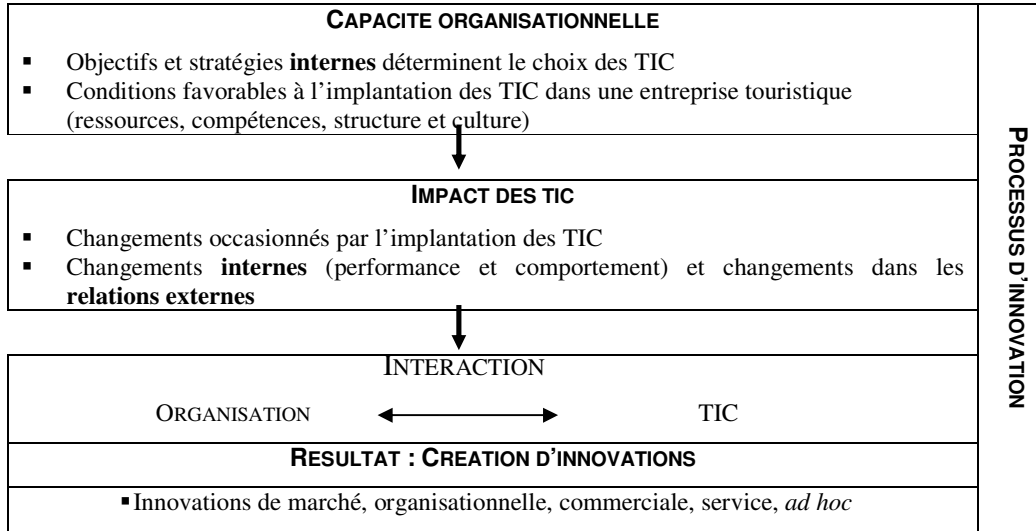 CAPACITE ORGANISATIONNELLE
▪ Objectifs et stratégies internes déterminent le choix des TIC
▪ Conditions favorables à l'implantation des TIC dans une entreprise touristique
(ressources, compétences, structure et culture)
IMPACT DES TIC
▪ Changements occasionnés par l'implantation des TIC
▪ Changements internes (performance et comportement) et changements dans les
relations externes
INTERACTION
ORGANISATION TIC
RESULTAT : CREATION D'INNOVATIONS
▪ Innovations de marché, organisationnelle, commerciale, service, ad hoc
PROCESSUS D'INNOVATION